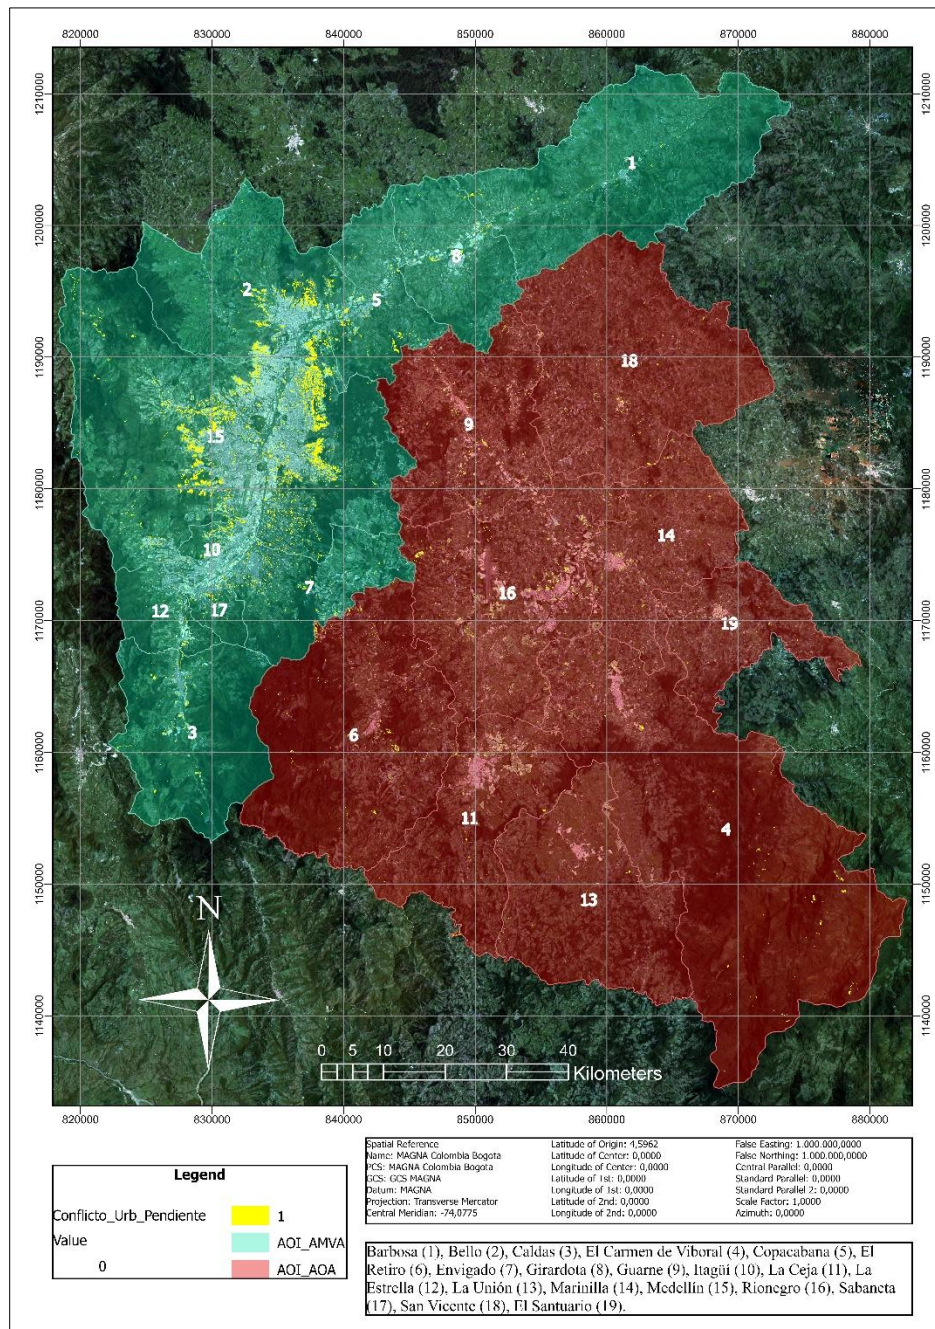 820000 830000 840000 850000 860000 870000 880000
1210000 1210000
1200000 1200000
1190000 1190000
1180000 1180000
1170000 1170000
1160000 1160000
1150000 1150000
1140000 1140000
1
2
8
5
18
9
15
14
10
16
7
12 17
19
3
6
11
4
13
N
0 5 10 20 30 40
Kilometers
820000 830000 840000 850000 860000 870000 880000
Spatial Reference
Name: MAGNA Colombia Bogota
PCS: MAGNA Colombia Bogota
GCS: GCS MAGNA
Datum: MAGNA
Projection: Transverse Mercator
Central Meridian: -74,0775
Latitude of Origin: 4,5962
Latitude of Center: 0,0000
Longitude of Center: 0,0000
Latitude of 1st: 0,0000
Longitude of 1st: 0,0000
Latitude of 2nd: 0,0000
Longitude of 2nd: 0,0000
False Easting: 1.000.000,0000
False Northing: 1.000.000,0000
Central Parallel: 0,0000
Standard Parallel: 0,0000
Standard Parallel 2: 0,0000
Scale Factor: 1,0000
Azimuth: 0,0000
Legend
Conflicto_Urb_Pendiente 1
Value AOI_AMVA
0 AOI_AOA
Barbosa (1), Bello (2), Caldas (3), El Carmen de Viboral (4), Copacabana (5), El
Retiro (6), Envigado (7), Girardota (8), Guarne (9), Itagüí (10), La Ceja (11), La
Estrella (12), La Unión (13), Marinilla (14), Medellín (15), Rionegro (16), Sabaneta
(17), San Vicente (18), El Santuario (19).